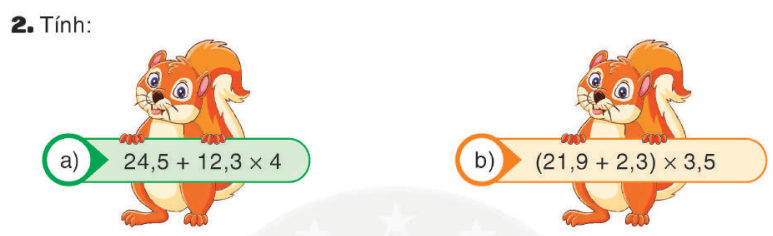 2. Tính:
a) 24,5 + 12,3 × 4
b) (21,9 + 2,3) × 3,5